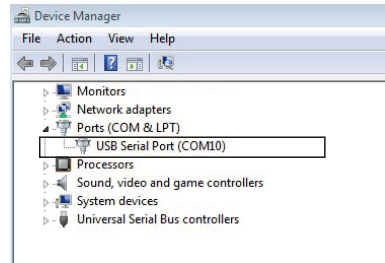 Device Manager
File Action View Help
Monitors
Network adapters
Ports (COM & LPT)
USB Serial Port (COM10)
Processors
Sound, video and game controllers
System devices
Universal Serial Bus controllers